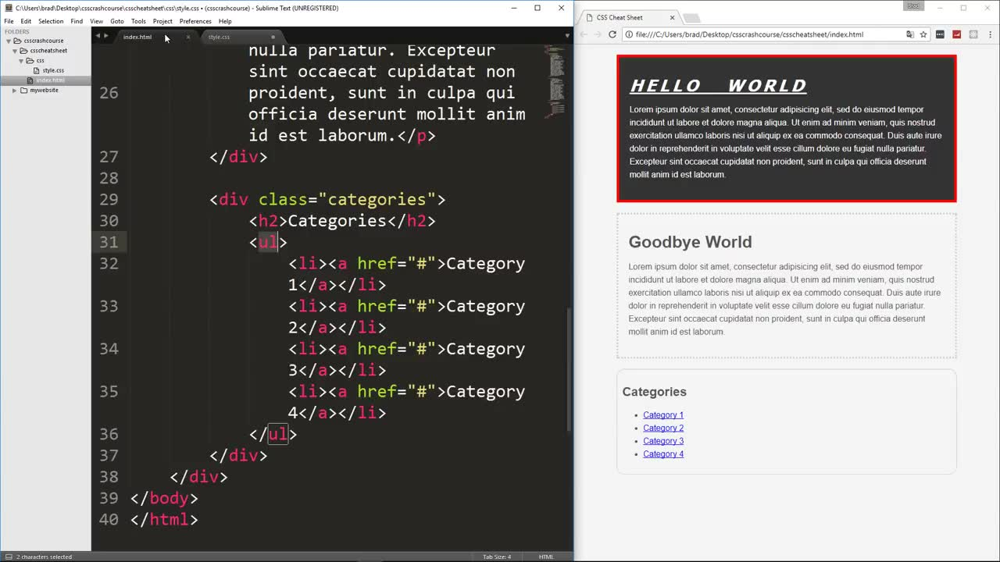 C:\Users\brad\Desktop\csscrashcourse\csscheatsheet\css\style.css • (csscrashcourse) - Sublime Text (UNREGISTERED)
File Edit Selection Find View Goto Tools Project Preferences Help
FOLDERS
csscrashcourse
csscheatsheet
css
style.css
index.html
mywebsite
index.html
style.css
nulla pariatur. Excepteur
sint occaecat cupidatat non
26 proident, sunt in culpa qui
officia deserunt mollit anim
id est laborum.</p>
27 </div>
28
29 <div class="categories">
30 <h2>Categories</h2>
31 <ul>
32 <li><a href="#">Category
1</a></li>
33 <li><a href="#">Category
2</a></li>
34 <li><a href="#">Category
3</a></li>
35 <li><a href="#">Category
4</a></li>
36 </ul>
37 </div>
38 </div>
39 </body>
40 </html>
2 characters selected
Tab Size: 4
HTML
Brad
CSS Cheat Sheet
file:///C:/Users/brad/Desktop/csscrashcourse/csscheatsheet/index.html
HELLO WORLD
Lorem ipsum dolor sit amet, consectetur adipisicing elit, sed do eiusmod tempor
incididunt ut labore et dolore magna aliqua. Ut enim ad minim veniam, quis nostrud
exercitation ullamco laboris nisi ut aliquip ex ea commodo consequat. Duis aute irure
dolor in reprehenderit in voluptate velit esse cillum dolore eu fugiat nulla pariatur.
Excepteur sint occaecat cupidatat non proident, sunt in culpa qui officia deserunt
mollit anim id est laborum.
Goodbye World
Lorem ipsum dolor sit amet, consectetur adipisicing elit, sed do eiusmod tempor
incididunt ut labore et dolore magna aliqua. Ut enim ad minim veniam, quis nostrud
exercitation ullamco laboris nisi ut aliquip ex ea commodo consequat. Duis aute irure
dolor in reprehenderit in voluptate velit esse cillum dolore eu fugiat nulla pariatur.
Excepteur sint occaecat cupidatat non proident, sunt in culpa qui officia deserunt
mollit anim id est laborum.
Categories
Category 1
Category 2
Category 3
Category 4